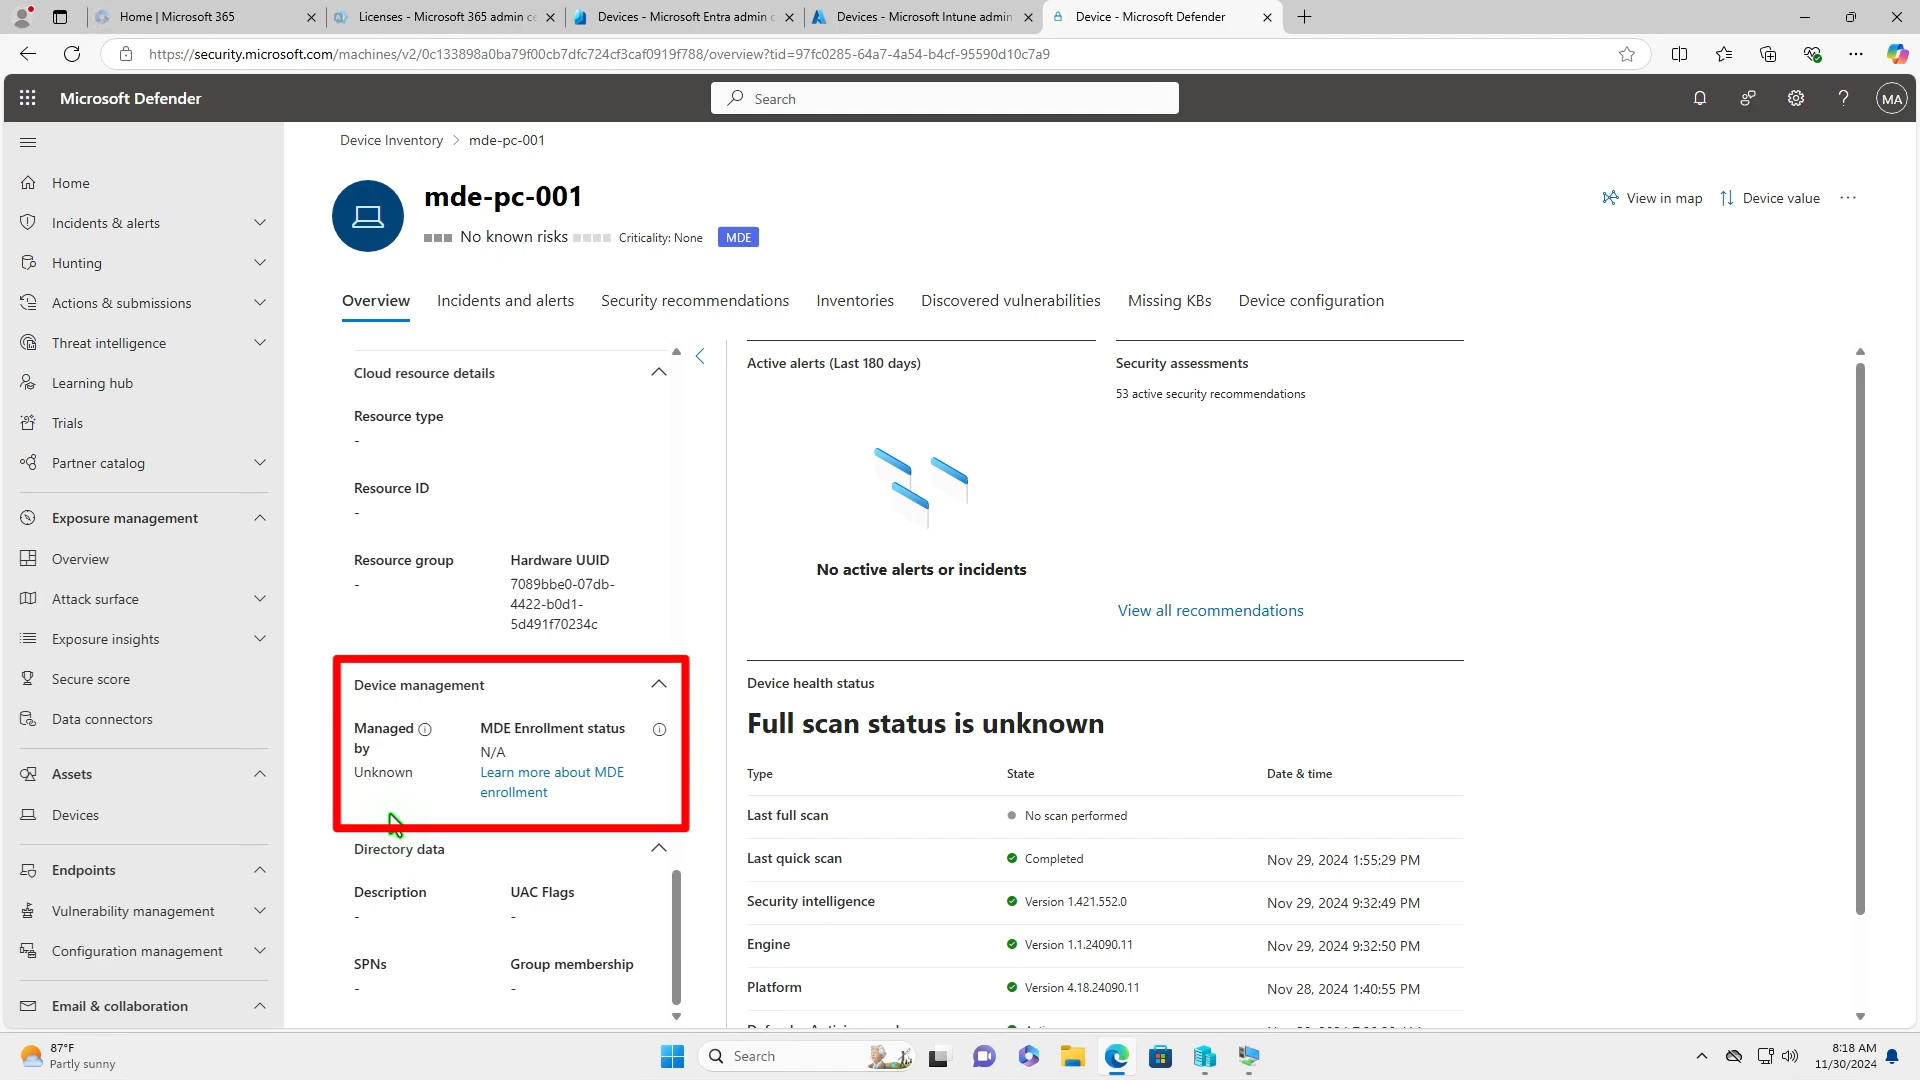 Home | Microsoft 365
Licenses - Microsoft 365 admin ce
Devices - Microsoft Entra admin c
Devices - Microsoft Intune admin
Device - Microsoft Defender
https://security.microsoft.com/machines/v2/0c133898a0ba79f00cb7dfc724cf3caf0919f788/overview?tid=97fc0285-64a7-4a54-b4cf-95590d10c7a9
Microsoft Defender
Search
MA
Home
Incidents & alerts
Hunting
Actions & submissions
Threat intelligence
Learning hub
Trials
Partner catalog
Exposure management
Overview
Attack surface
Exposure insights
Secure score
Data connectors
Assets
Devices
Endpoints
Vulnerability management
Configuration management
Email & collaboration
Device Inventory > mde-pc-001
mde-pc-001
No known risks Criticality: None MDE
View in map
Device value
Overview Incidents and alerts Security recommendations Inventories Discovered vulnerabilities Missing KBs Device configuration
Cloud resource details
Resource type
-
Resource ID
-
Resource group
-
Hardware UUID
7089bbe0-07db-
4422-b0d1-
5d491f70234c
Device management
Managed
by
Unknown
MDE Enrollment status
N/A
Learn more about MDE
enrollment
Directory data
Description
-
UAC Flags
-
SPNs
-
Group membership
-
Active alerts (Last 180 days)
No active alerts or incidents
Security assessments
53 active security recommendations
View all recommendations
Device health status
Full scan status is unknown
Type State Date & time
Last full scan No scan performed
Last quick scan Completed Nov 29, 2024 1:55:29 PM
Security intelligence Version 1.421.552.0 Nov 29, 2024 9:32:49 PM
Engine Version 1.1.24090.11 Nov 29, 2024 9:32:50 PM
Platform Version 4.18.24090.11 Nov 28, 2024 1:40:55 PM
87°F
Partly sunny
Search
8:18 AM
11/30/2024